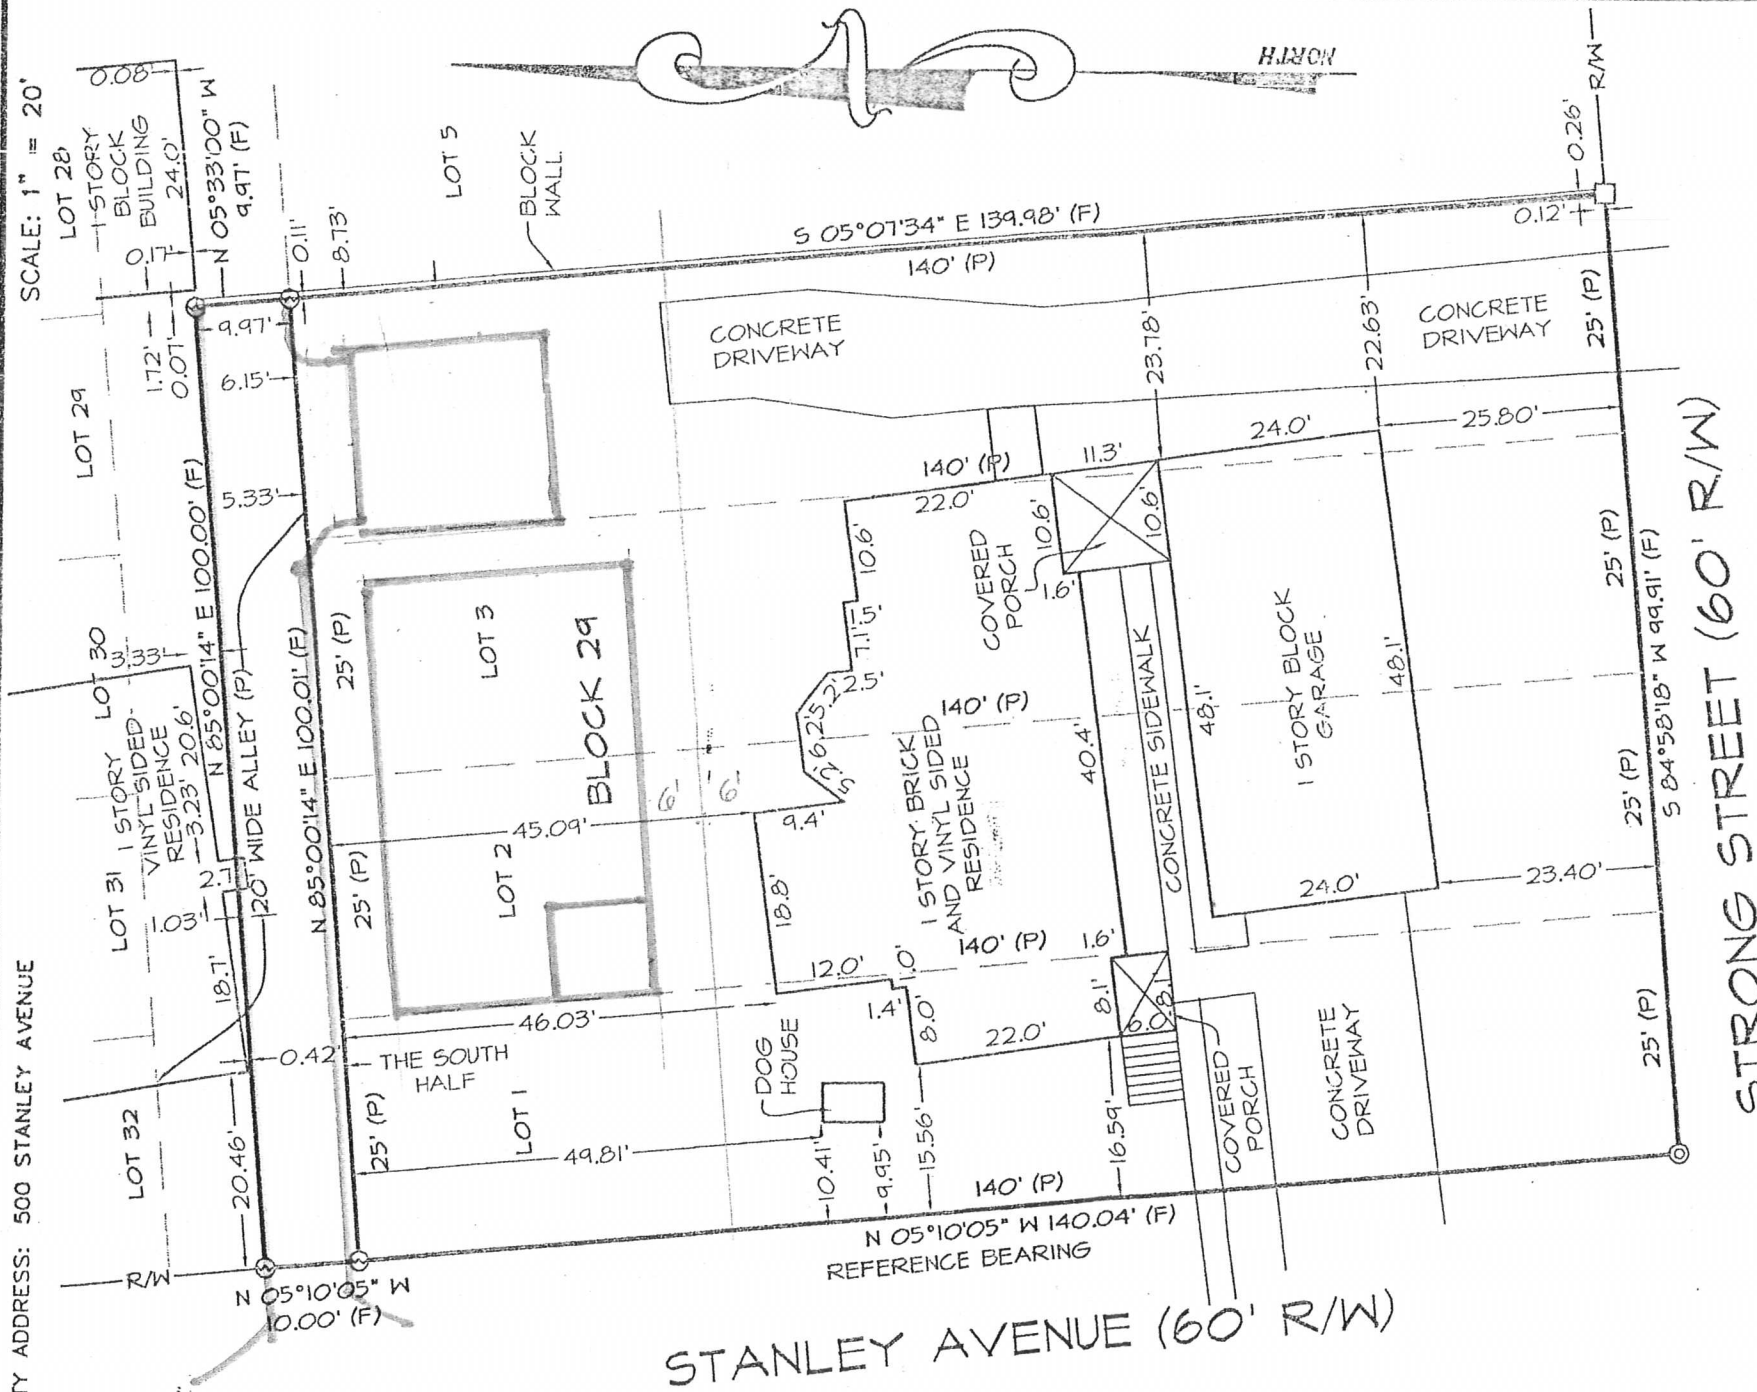 TY ADDRESS: 500 STANLEY AVENUE
SCALE: 1" = 20'
LOT 28
1 STORY
BLOCK
BUILDING
24.0'
0.08'
0.17'
N 05°33'00" W
9.97' (F)
0.11'
8.73'
LOT 5
BLOCK
WALL
NORTH
R/W
0.26'
0.12'
S 05°07'34" E 139.98' (F)
140' (P)
LOT 29
1.72'
0.07'
9.97'
6.15'
5.33'
CONCRETE
DRIVEWAY
23.78'
22.63'
CONCRETE
DRIVEWAY
25' (P)
25.80'
24.0'
11.3'
140' (P)
22.0'
10.6'
10.6'
10.6'
COVERED
PORCH
1.6'
LOT 30
3.33'
N 85°00'14" E 100.00' (F)
20' WIDE ALLEY (P)
N 85°00'14" E 100.01' (F)
25' (P)
LOT 3
BLOCK 29
.5'
7.1'
2.5'
5.2'
6.2'
5.2'
140' (P)
40.4'
CONCRETE SIDEWALK
48.1'
1 STORY BLOCK
GARAGE
48.1'
25' (P)
S 84°58'18" W 99.91' (F)
STRONG STREET (60' R/W)
LOT 31
1 STORY
VINYL SIDED
RESIDENCE
3.23'
20.6'
2.1'
1.03'
18.7'
25' (P)
LOT 2
45.09'
6'
6'
9.4'
18.8'
1 STORY BRICK
AND VINYL SIDED
RESIDENCE
140' (P)
1.6'
24.0'
23.40'
25' (P)
12.0'
1.0'
1.4'
8.0'
8.1'
8.1'
6.0'
46.03'
0.42'
THE SOUTH
HALF
22.0'
DOG
HOUSE
COVERED
PORCH
CONCRETE
DRIVEWAY
25' (P)
LOT 32
20.46'
25' (P)
LOT 1
49.81'
10.41'
9.95'
15.56'
16.59'
140' (P)
N 05°10'05" W 140.04' (F)
REFERENCE BEARING
R/W
N 05°10'05" W
10.00' (F)
STANLEY AVENUE (60' R/W)